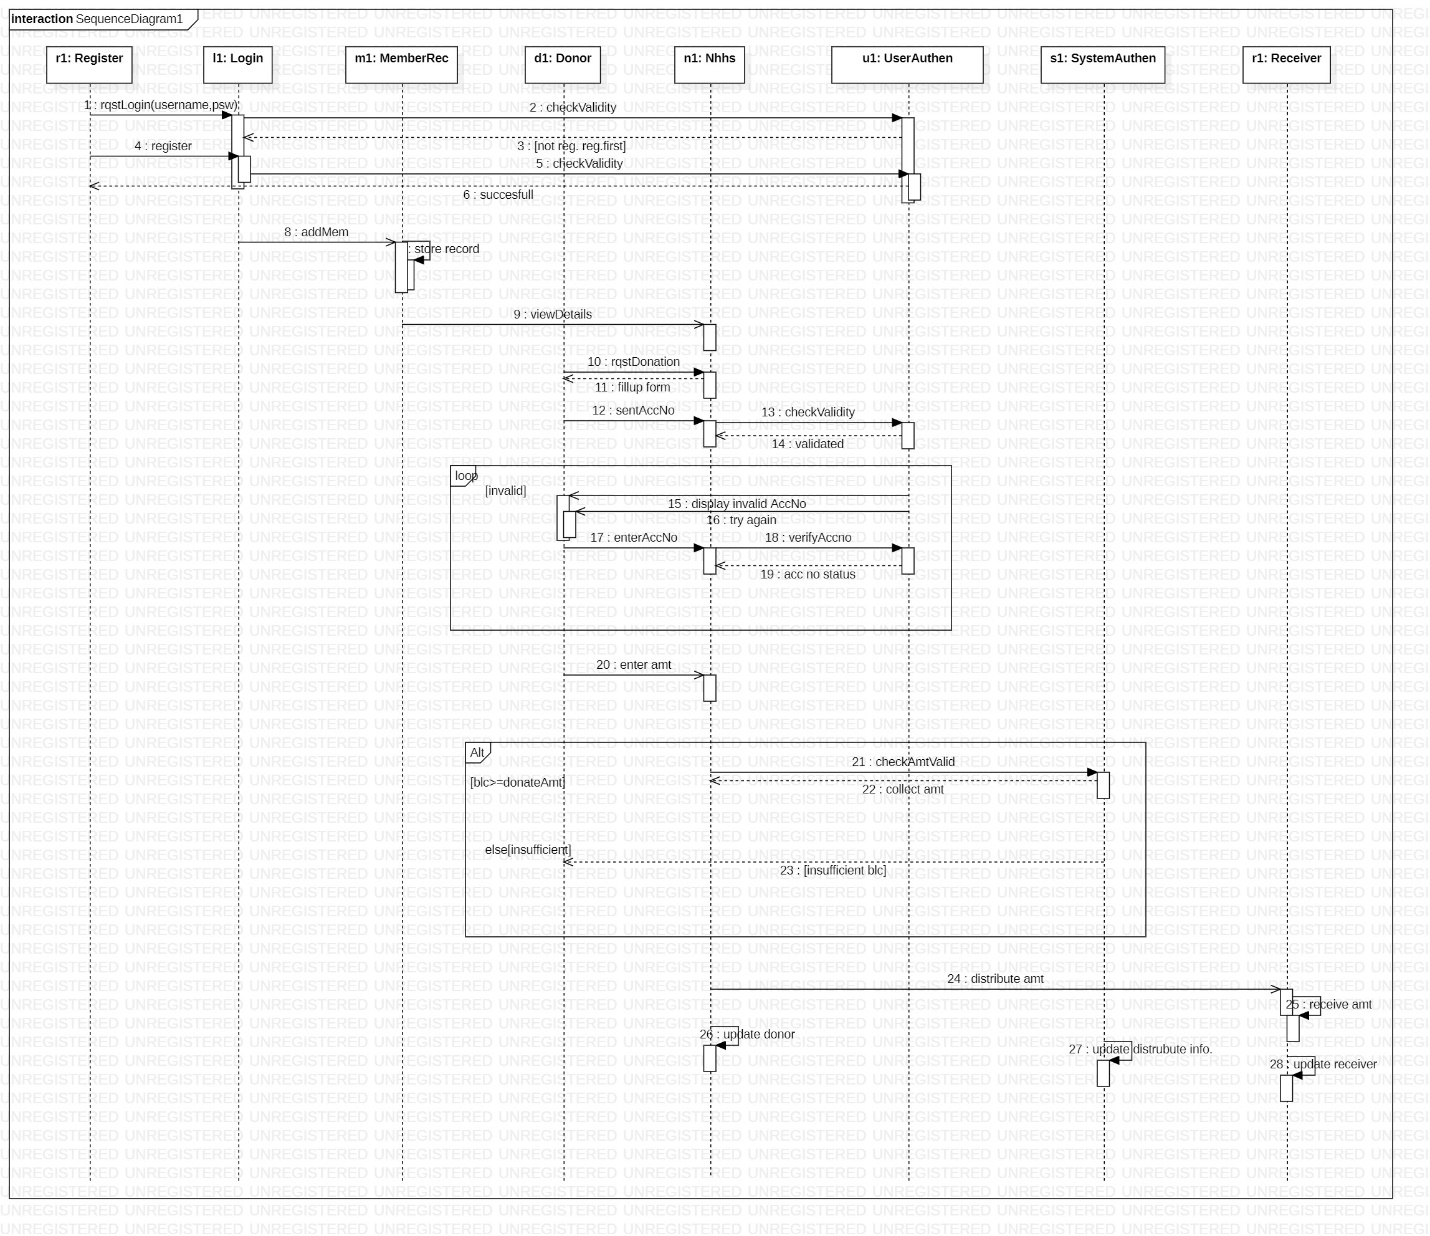 interaction SequenceDiagram1
r1: Register
l1: Login
m1: MemberRec
d1: Donor
n1: Nhhs
u1: UserAuthen
s1: SystemAuthen
r1: Receiver
1 : rqstLogin(username,psw)
2 : checkValidity
3 : [not reg. reg.first]
4 : register
5 : checkValidity
6 : succesfull
8 : addMem
: store record
9 : viewDetails
10 : rqstDonation
11 : fillup form
12 : sentAccNo
13 : checkValidity
14 : validated
loop
[invalid]
15 : display invalid AccNo
16 : try again
17 : enterAccNo
18 : verifyAccno
19 : acc no status
20 : enter amt
Alt
21 : checkAmtValid
[blc>=donateAmt]
22 : collect amt
else[insufficient]
23 : [insufficient blc]
24 : distribute amt
25 : receive amt
26 : update donor
27 : update distrubute info.
28 : update receiver